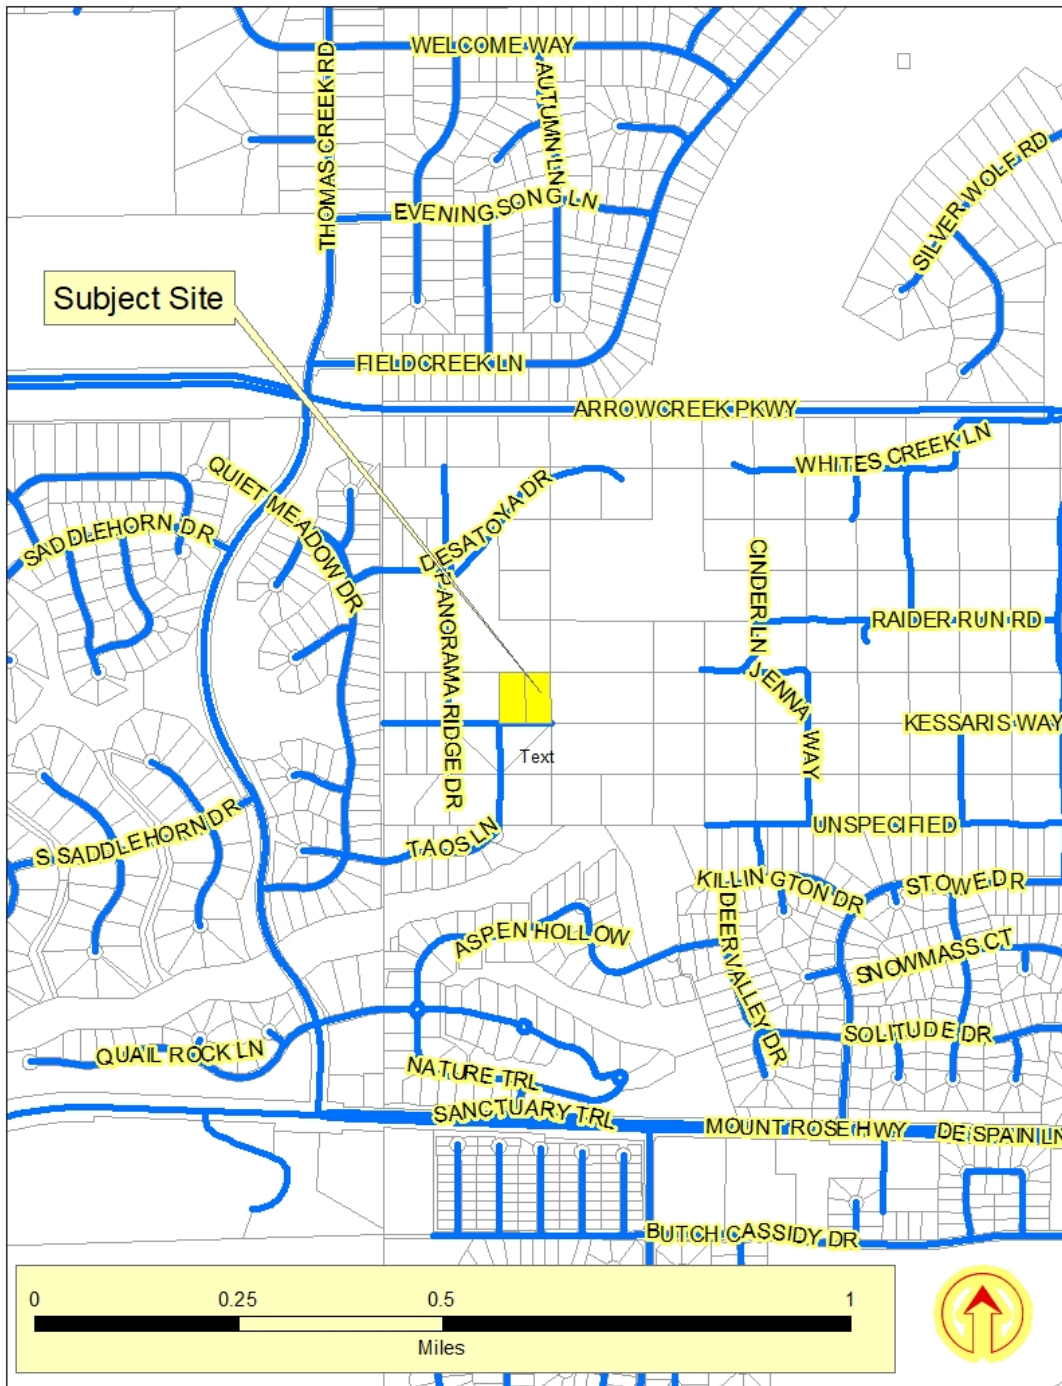 WELCOME WAY
THOMAS CREEK RD
AUTUMN LN
EVENING SONG LN
SILVER WOLF RD
Subject Site
FIELDCREEK LN
ARROWCREEK PKWY
WHITES CREEK LN
QUIET MEADOW DR
DESATOYA DR
SADDLEHORN DR
CINDER LN
RAIDER RUN RD
PANORAMA RIDGE DR
JENNA WAY
KESSARIS WAY
Text
S SADDLEHORN DR
TAOS LN
UNSPECIFIED
KILLINGTON DR
STOWE DR
DEER VALLEY DR
ASPEN HOLLOW
SNOWMASS CT
SOLITUDE DR
QUAIL ROCK LN
NATURE TRL
SANCTUARY TRL
MOUNT ROSE HWY
DE SPAIN LN
BUTCH CASSIDY DR
0 0.25 0.5 1
Miles